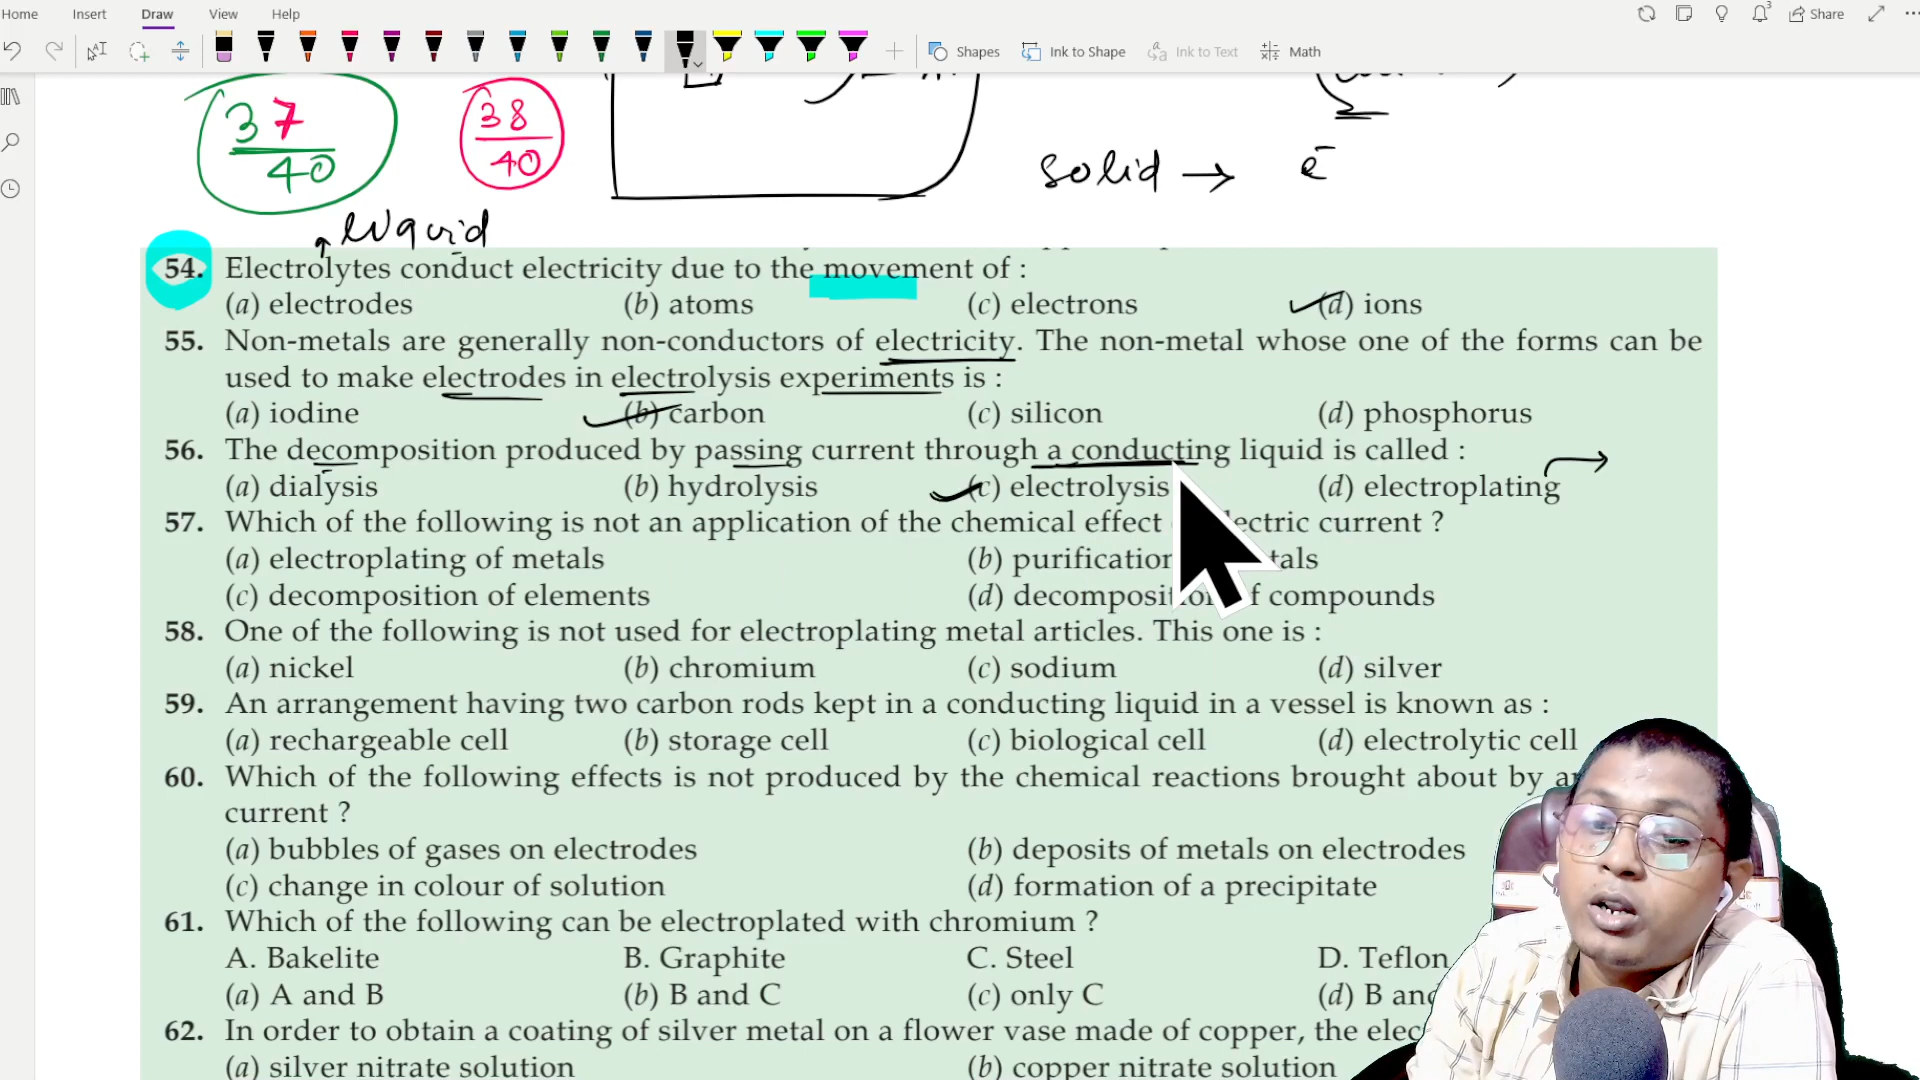 Home Insert Draw View Help
3 Share
Shapes Ink to Shape Ink to Text Math
37
40
38
40
solid → e⁻
liquid
54. Electrolytes conduct electricity due to the movement of :
(a) electrodes (b) atoms (c) electrons (d) ions
55. Non-metals are generally non-conductors of electricity. The non-metal whose one of the forms can be
used to make electrodes in electrolysis experiments is :
(a) iodine (b) carbon (c) silicon (d) phosphorus
56. The decomposition produced by passing current through a conducting liquid is called :
(a) dialysis (b) hydrolysis (c) electrolysis (d) electroplating
57. Which of the following is not an application of the chemical effect electric current ?
(a) electroplating of metals (b) purification
(c) decomposition of elements (d) decomposition of compounds
58. One of the following is not used for electroplating metal articles. This one is :
(a) nickel (b) chromium (c) sodium (d) silver
59. An arrangement having two carbon rods kept in a conducting liquid in a vessel is known as :
(a) rechargeable cell (b) storage cell (c) biological cell (d) electrolytic cell
60. Which of the following effects is not produced by the chemical reactions brought about by
current ?
(a) bubbles of gases on electrodes (b) deposits of metals on electrodes
(c) change in colour of solution (d) formation of a precipitate
61. Which of the following can be electroplated with chromium ?
A. Bakelite B. Graphite C. Steel D. Teflon
(a) A and B (b) B and C (c) only C (d) B
62. In order to obtain a coating of silver metal on a flower vase made of copper, the
(a) silver nitrate solution (b) copper nitrate solution